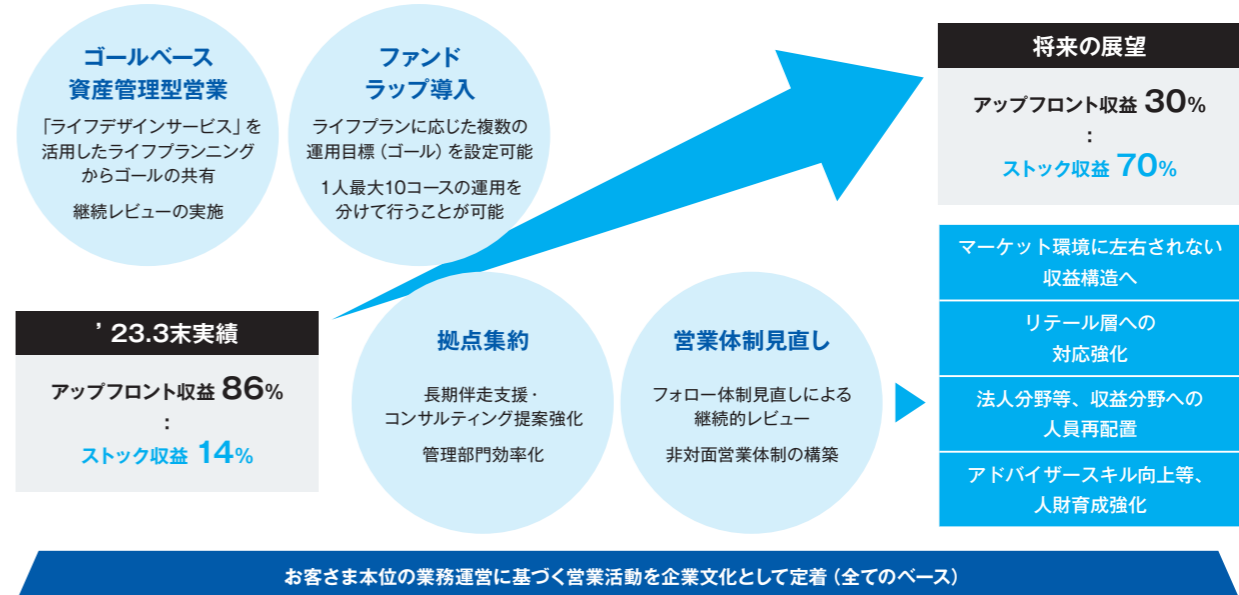 ゴールベース
資産管理型営業
「ライフデザインサービス」を
活用したライフプランニング
からゴールの共有
継続レビューの実施
ファンド
ラップ導入
ライフプランに応じた複数の
運用目標（ゴール）を設定可能
1人最大10コースの運用を
分けて行うことが可能
’23.3末実績
アップフロント収益 86%
:
ストック収益 14%
拠点集約
長期伴走支援・
コンサルティング提案強化
管理部門効率化
営業体制見直し
フォロー体制見直しによる
継続的レビュー
非対面営業体制の構築
将来の展望
アップフロント収益 30%
:
ストック収益 70%
マーケット環境に左右されない
収益構造へ
リテール層への
対応強化
法人分野等、収益分野への
人員再配置
アドバイザースキル向上等、
人財育成強化
お客さま本位の業務運営に基づく営業活動を企業文化として定着（全てのベース）